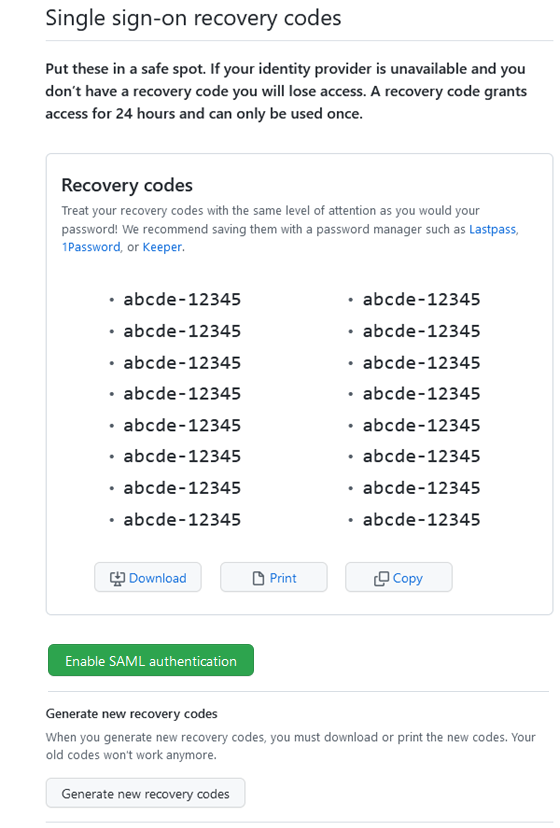 Single sign-on recovery codes
Put these in a safe spot. If your identity provider is unavailable and you
don't have a recovery code you will lose access. A recovery code grants
access for 24 hours and can only be used once.
Recovery codes
Treat your recovery codes with the same level of attention as you would your
password! We recommend saving them with a password manager such as Lastpass,
1Password, or Keeper.
• abcde-12345 • abcde-12345
• abcde-12345 • abcde-12345
• abcde-12345 • abcde-12345
• abcde-12345 • abcde-12345
• abcde-12345 • abcde-12345
• abcde-12345 • abcde-12345
• abcde-12345 • abcde-12345
• abcde-12345 • abcde-12345
Download Print Copy
Enable SAML authentication
Generate new recovery codes
When you generate new recovery codes, you must download or print the new codes. Your
old codes won't work anymore.
Generate new recovery codes